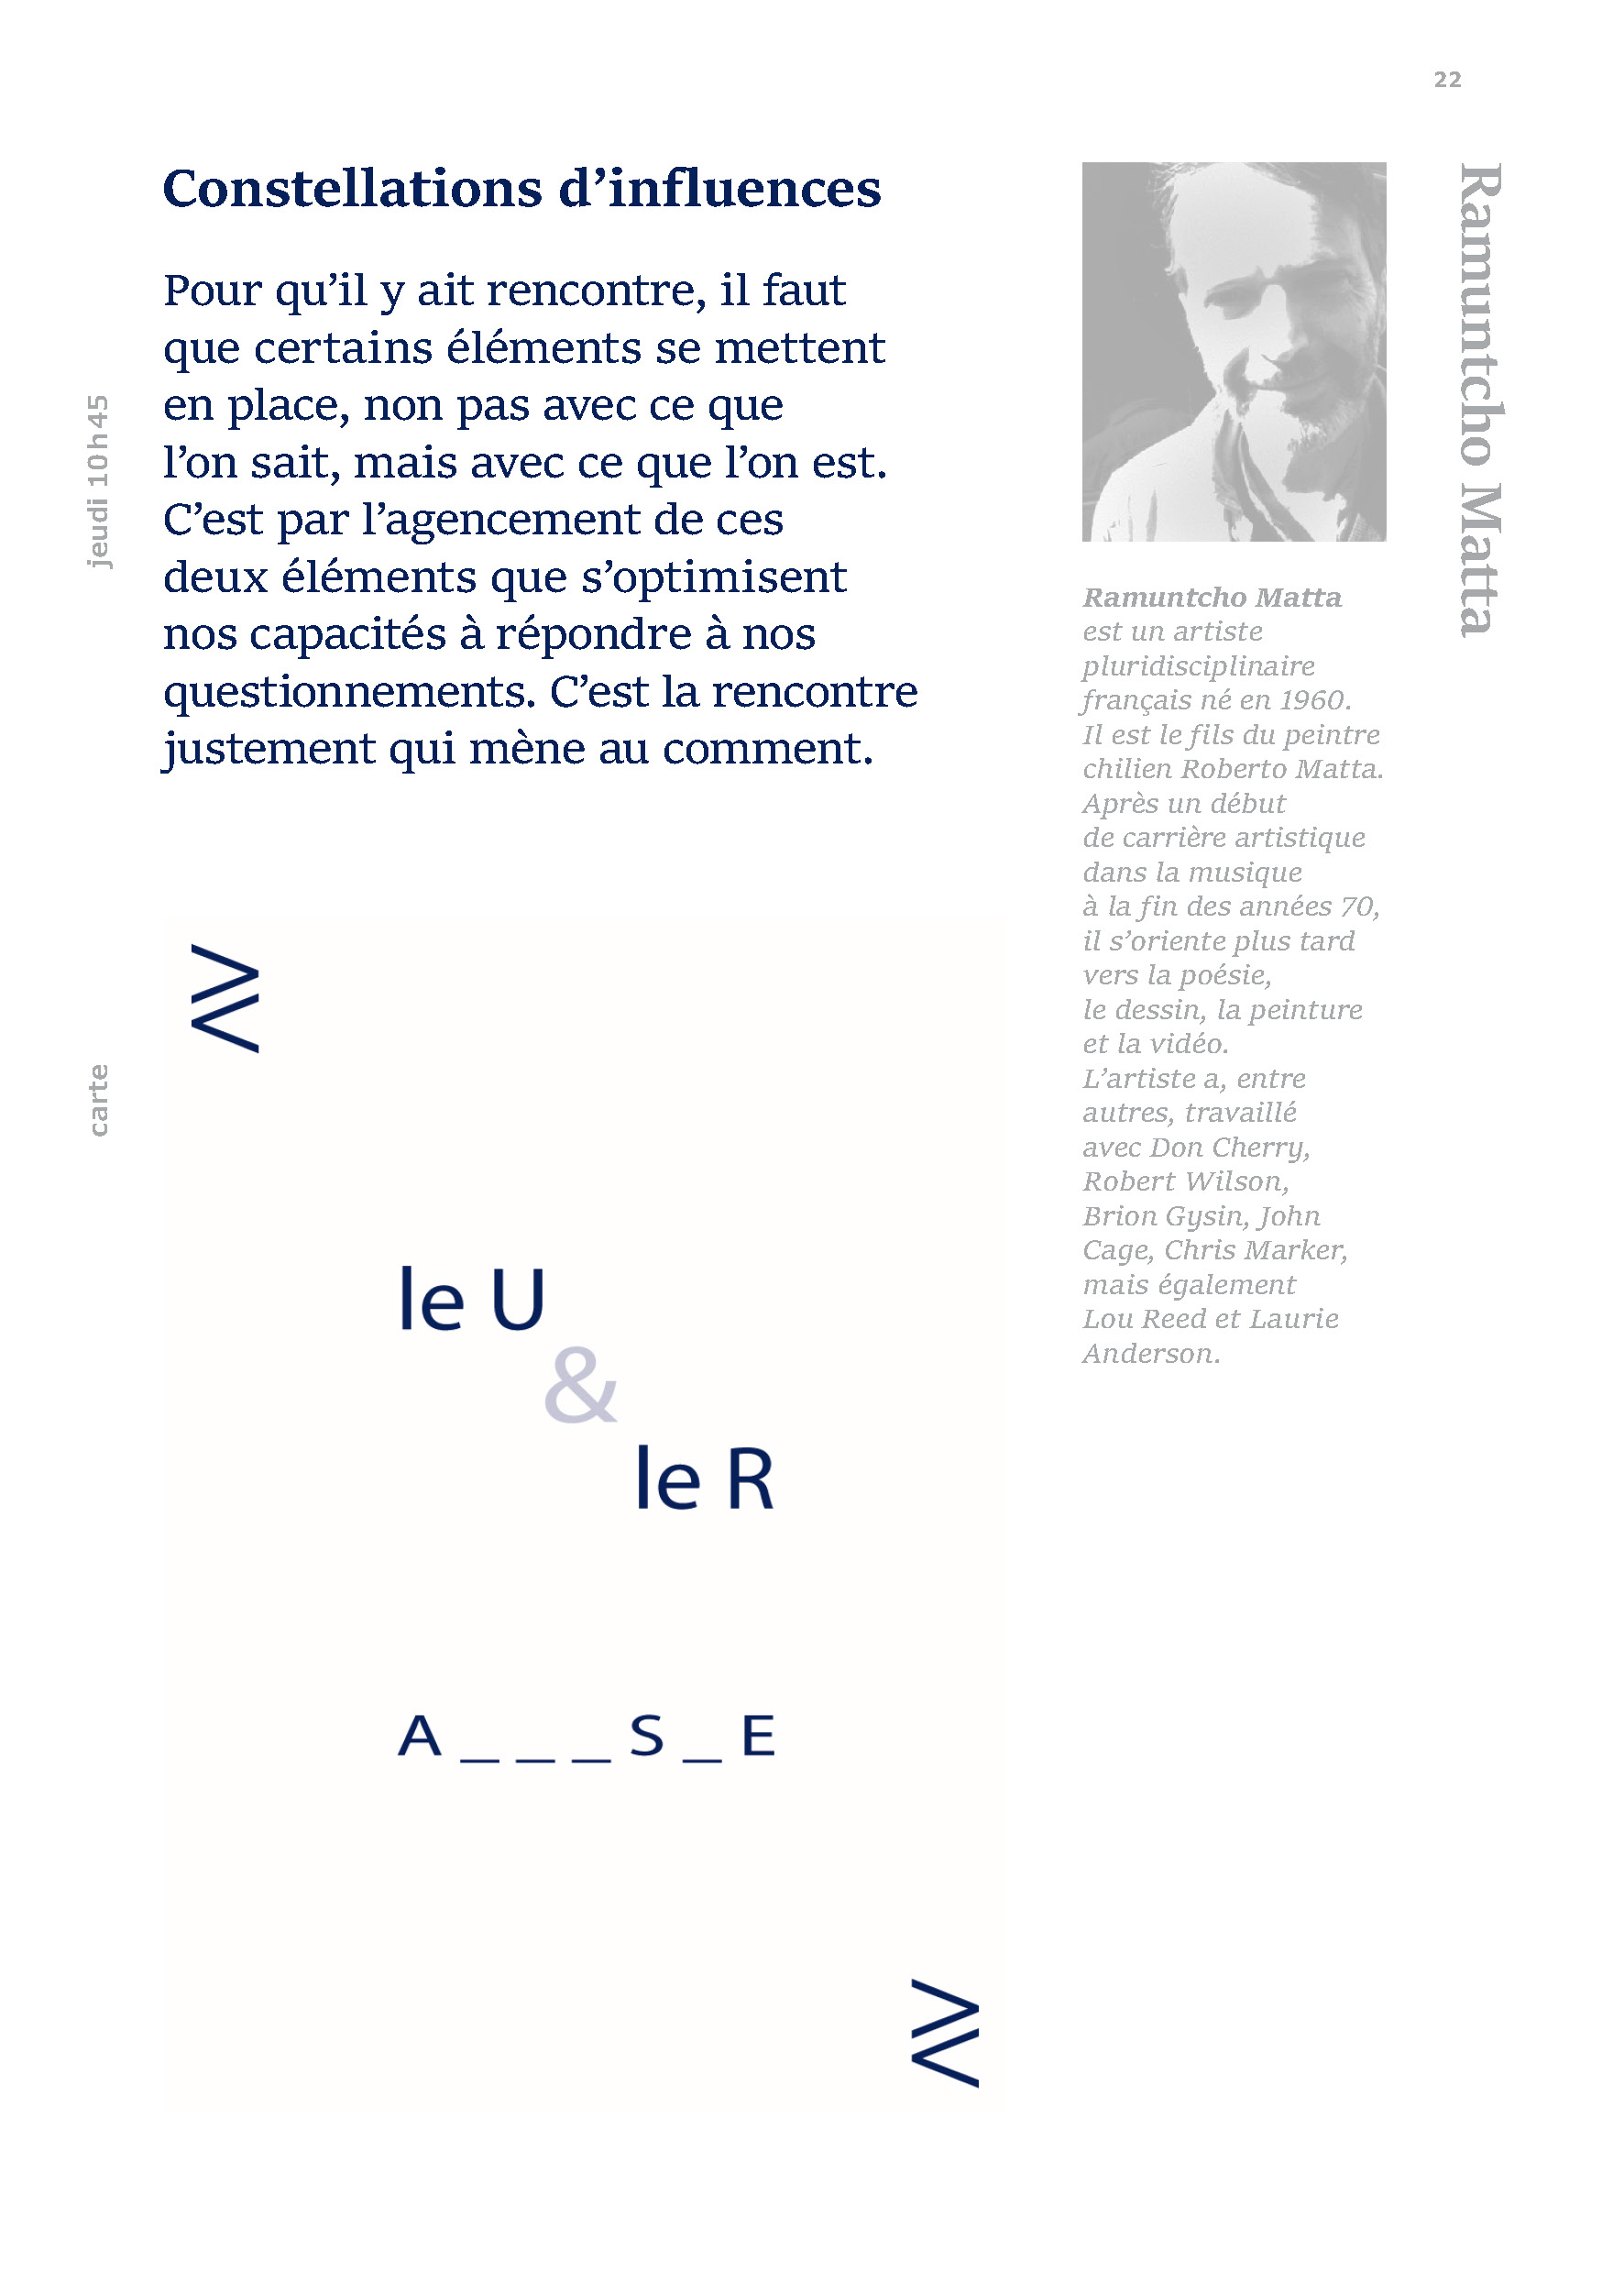 22
Ramuntcho Matta
jeudi 10h45
Constellations d’influences
Pour qu’il y ait rencontre, il faut
que certains éléments se mettent
en place, non pas avec ce que
l’on sait, mais avec ce que l’on est.
C’est par l’agencement de ces
deux éléments que s’optimisent
nos capacités à répondre à nos
questionnements. C’est la rencontre
justement qui mène au comment.
Ramuntcho Matta
est un artiste
pluridisciplinaire
français né en 1960.
Il est le fils du peintre
chilien Roberto Matta.
Après un début
de carrière artistique
dans la musique
à la fin des années 70,
il s’oriente plus tard
vers la poésie,
le dessin, la peinture
et la vidéo.
L’artiste a, entre
autres, travaillé
avec Don Cherry,
Robert Wilson,
Brion Gysin, John
Cage, Chris Marker,
mais également
Lou Reed et Laurie
Anderson.
carte
>\\
//<
le U
&
le R
A _ _ _ S _ E
>\\
//<